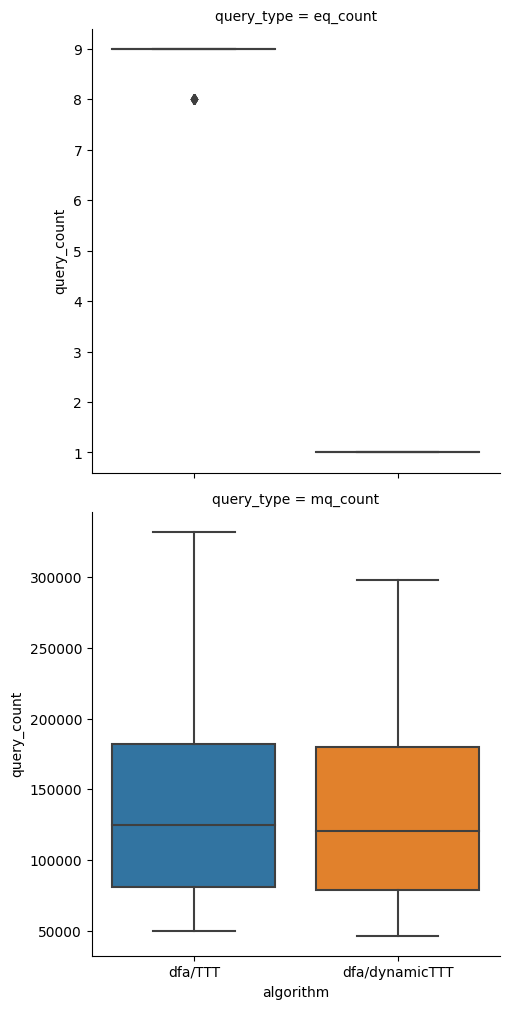 query_type = eq_count
9
8
7
6
5
4
3
2
1
query_count
query_type = mq_count
300000
250000
200000
150000
100000
50000
query_count
dfa/TTT
dfa/dynamicTTT
algorithm